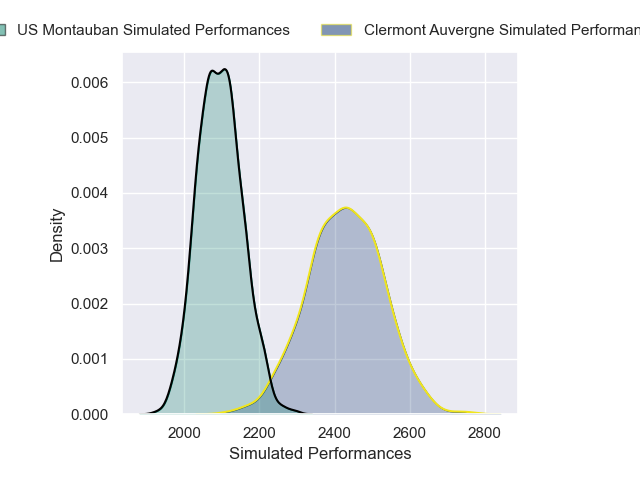 US Montauban Simulated Performances
Clermont Auvergne Simulated
0.006
0.005
0.004
0.003
0.002
0.001
0.000
Density
2000 2200 2400 2600 2800
Simulated Performances